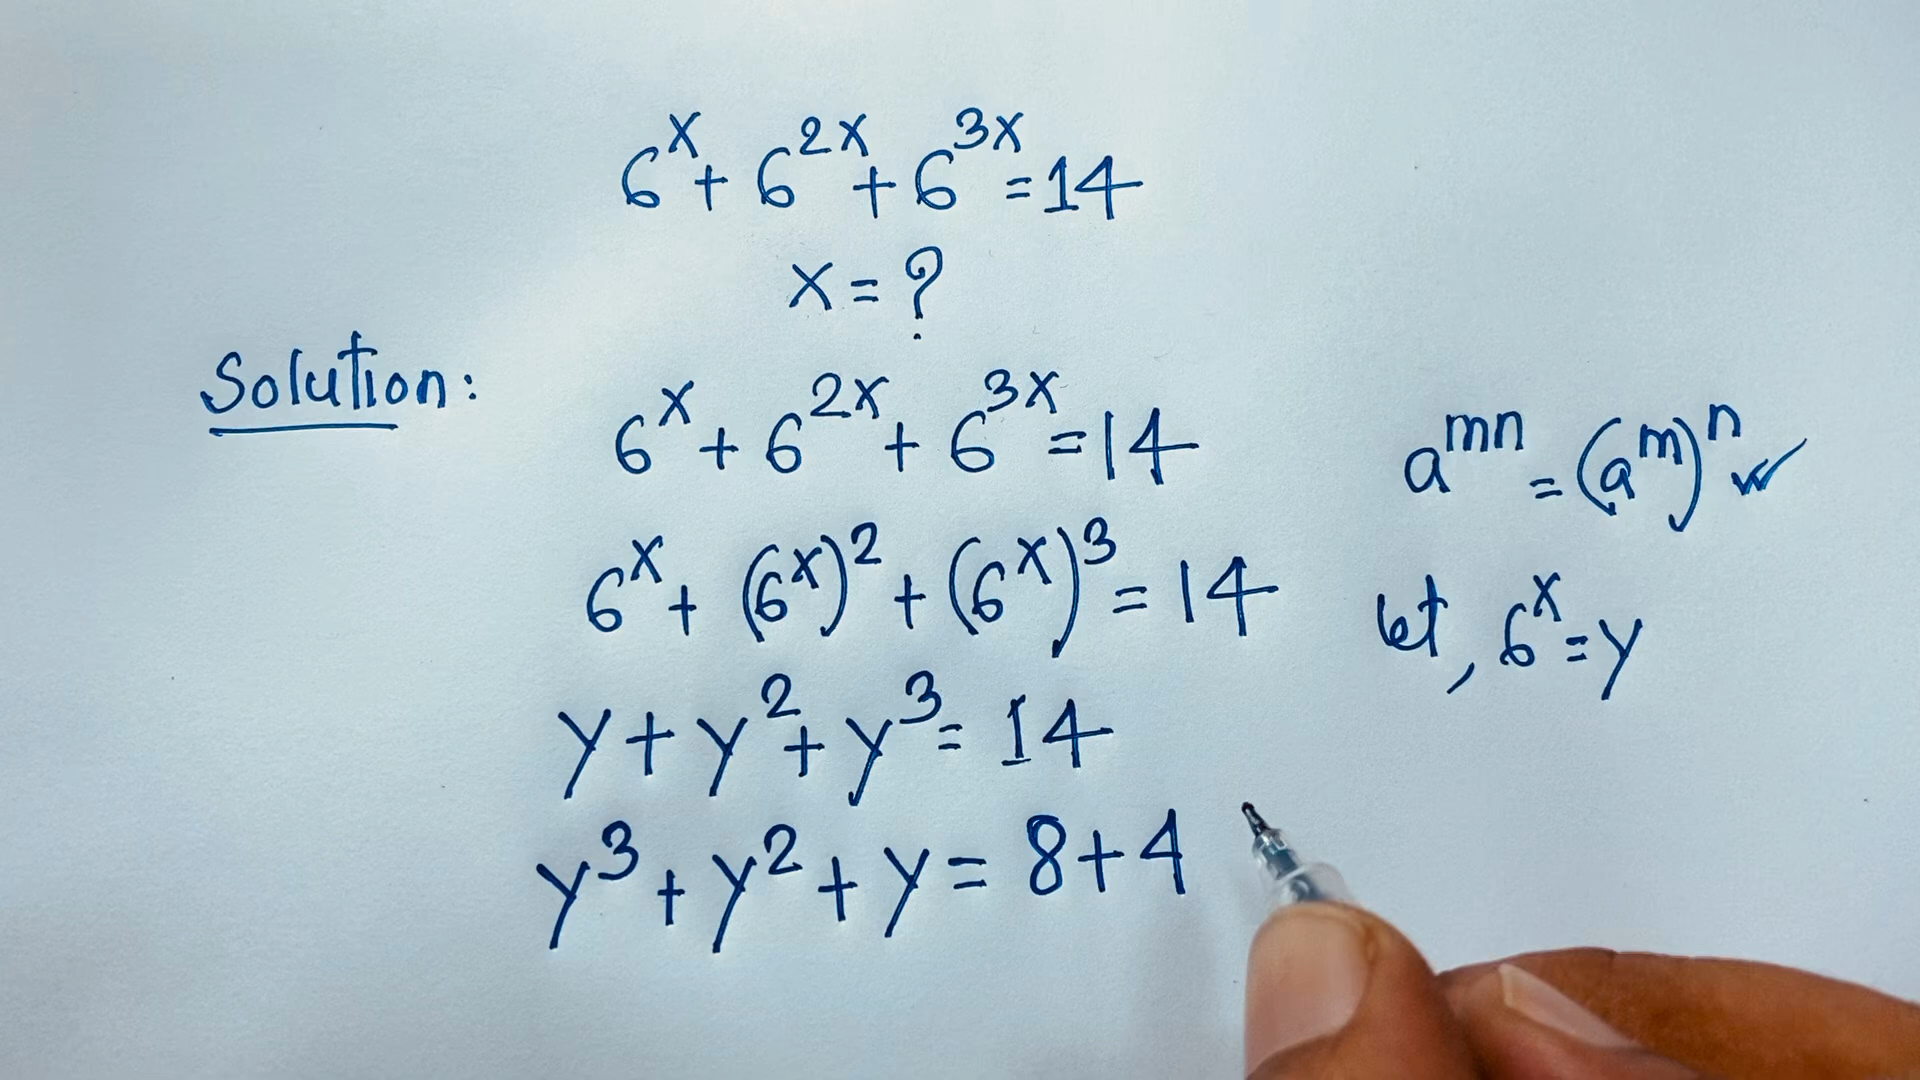 6^x + 6^2x + 6^3x = 14
x = ?
Solution:
6^x + 6^2x + 6^3x = 14
a^mn = (a^m)^n ✓
6^x + (6^x)^2 + (6^x)^3 = 14
let, 6^x = y
y + y^2 + y^3 = 14
y^3 + y^2 + y = 8 + 4